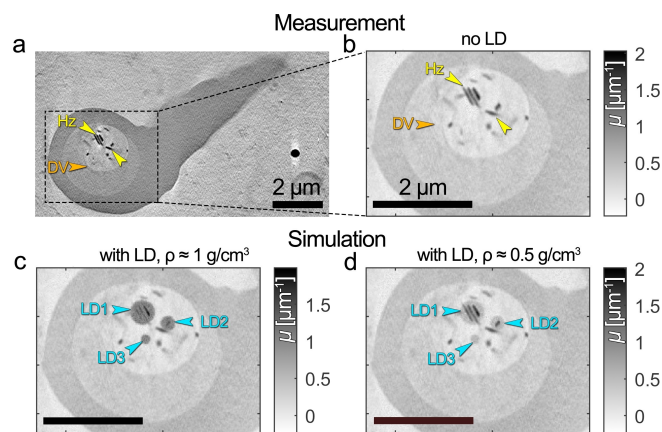 Measurement
a
Hz
DV
2 μm
b
no LD
Hz
DV
2 μm
2
1.5
1
0.5
0
μ [μm⁻¹]
Simulation
c
with LD, ρ ≈ 1 g/cm³
LD1
LD2
LD3
1.5
1
0.5
0
μ [μm⁻¹]
d
with LD, ρ ≈ 0.5 g/cm³
LD1
LD2
LD3
2
1.5
1
0.5
0
μ [μm⁻¹]